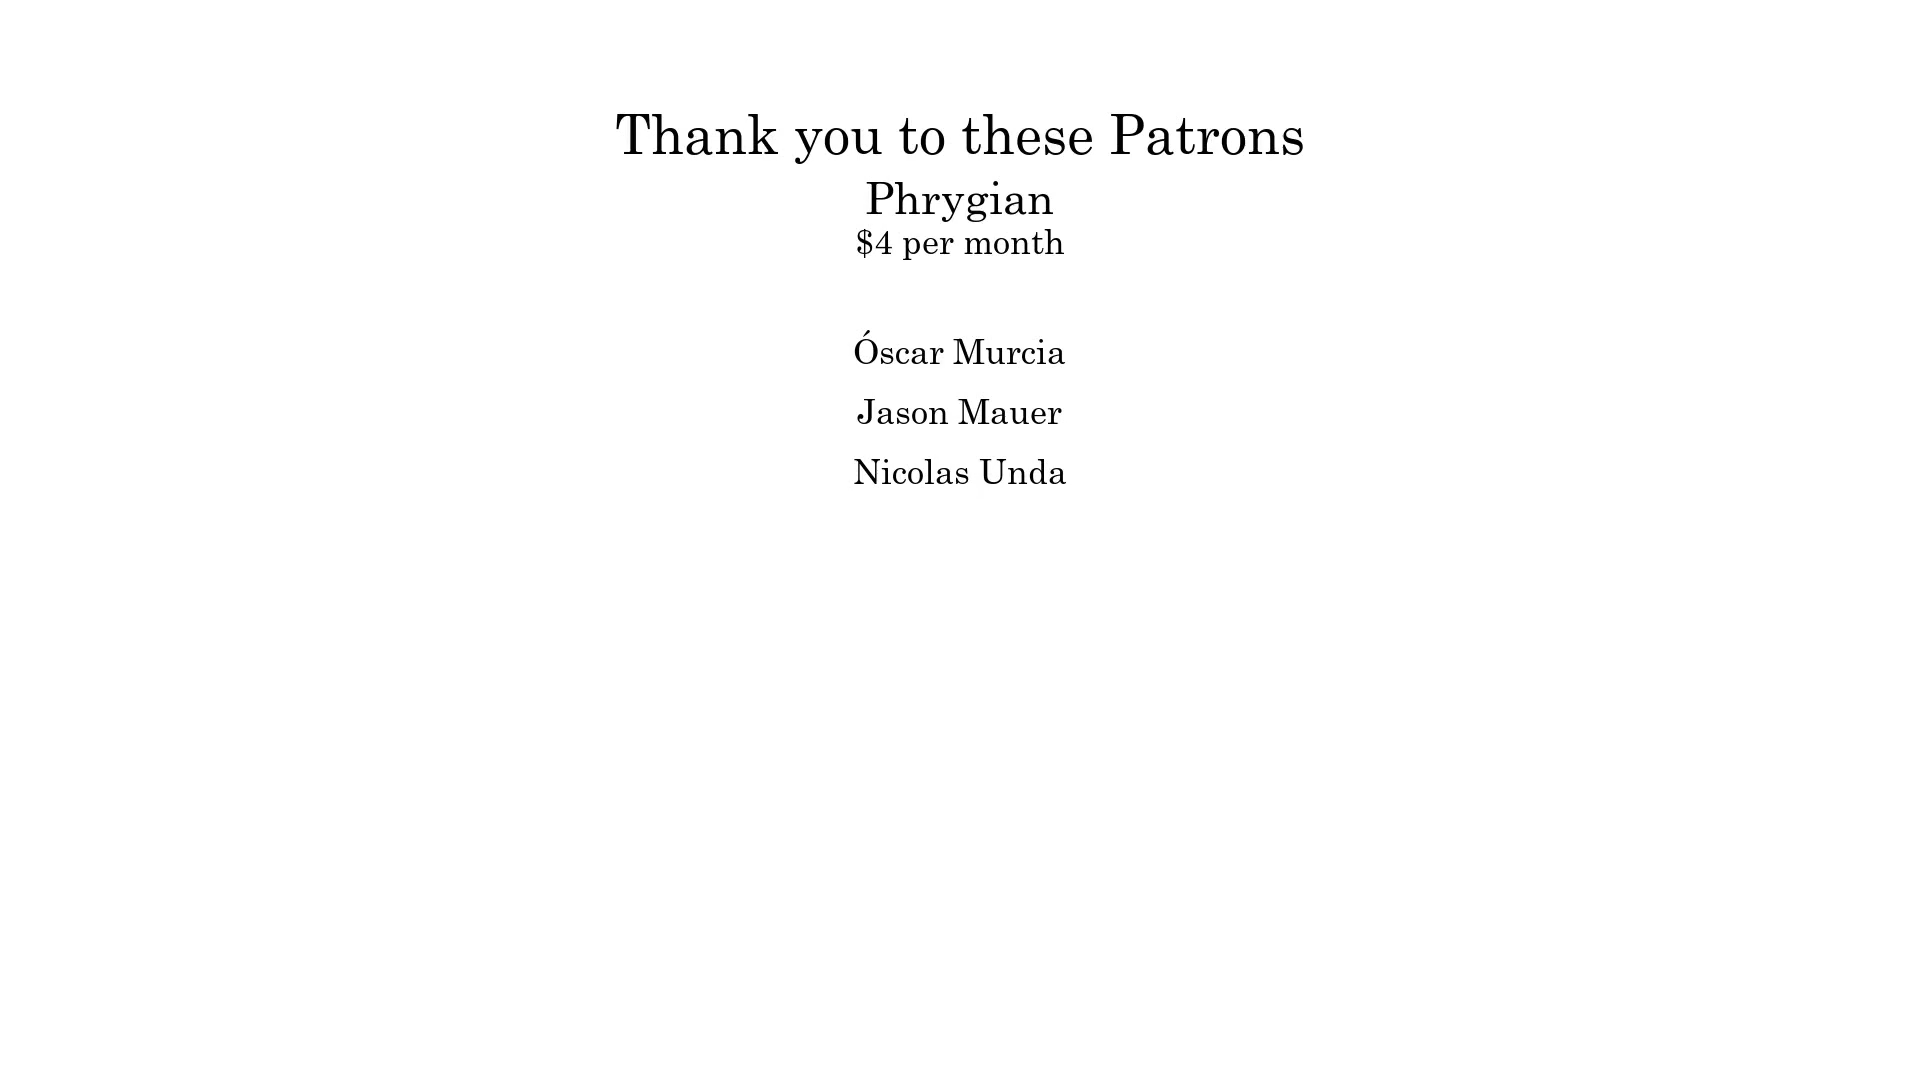 Thank you to these Patrons
Phrygian
$4 per month
Óscar Murcia
Jason Mauer
Nicolas Unda